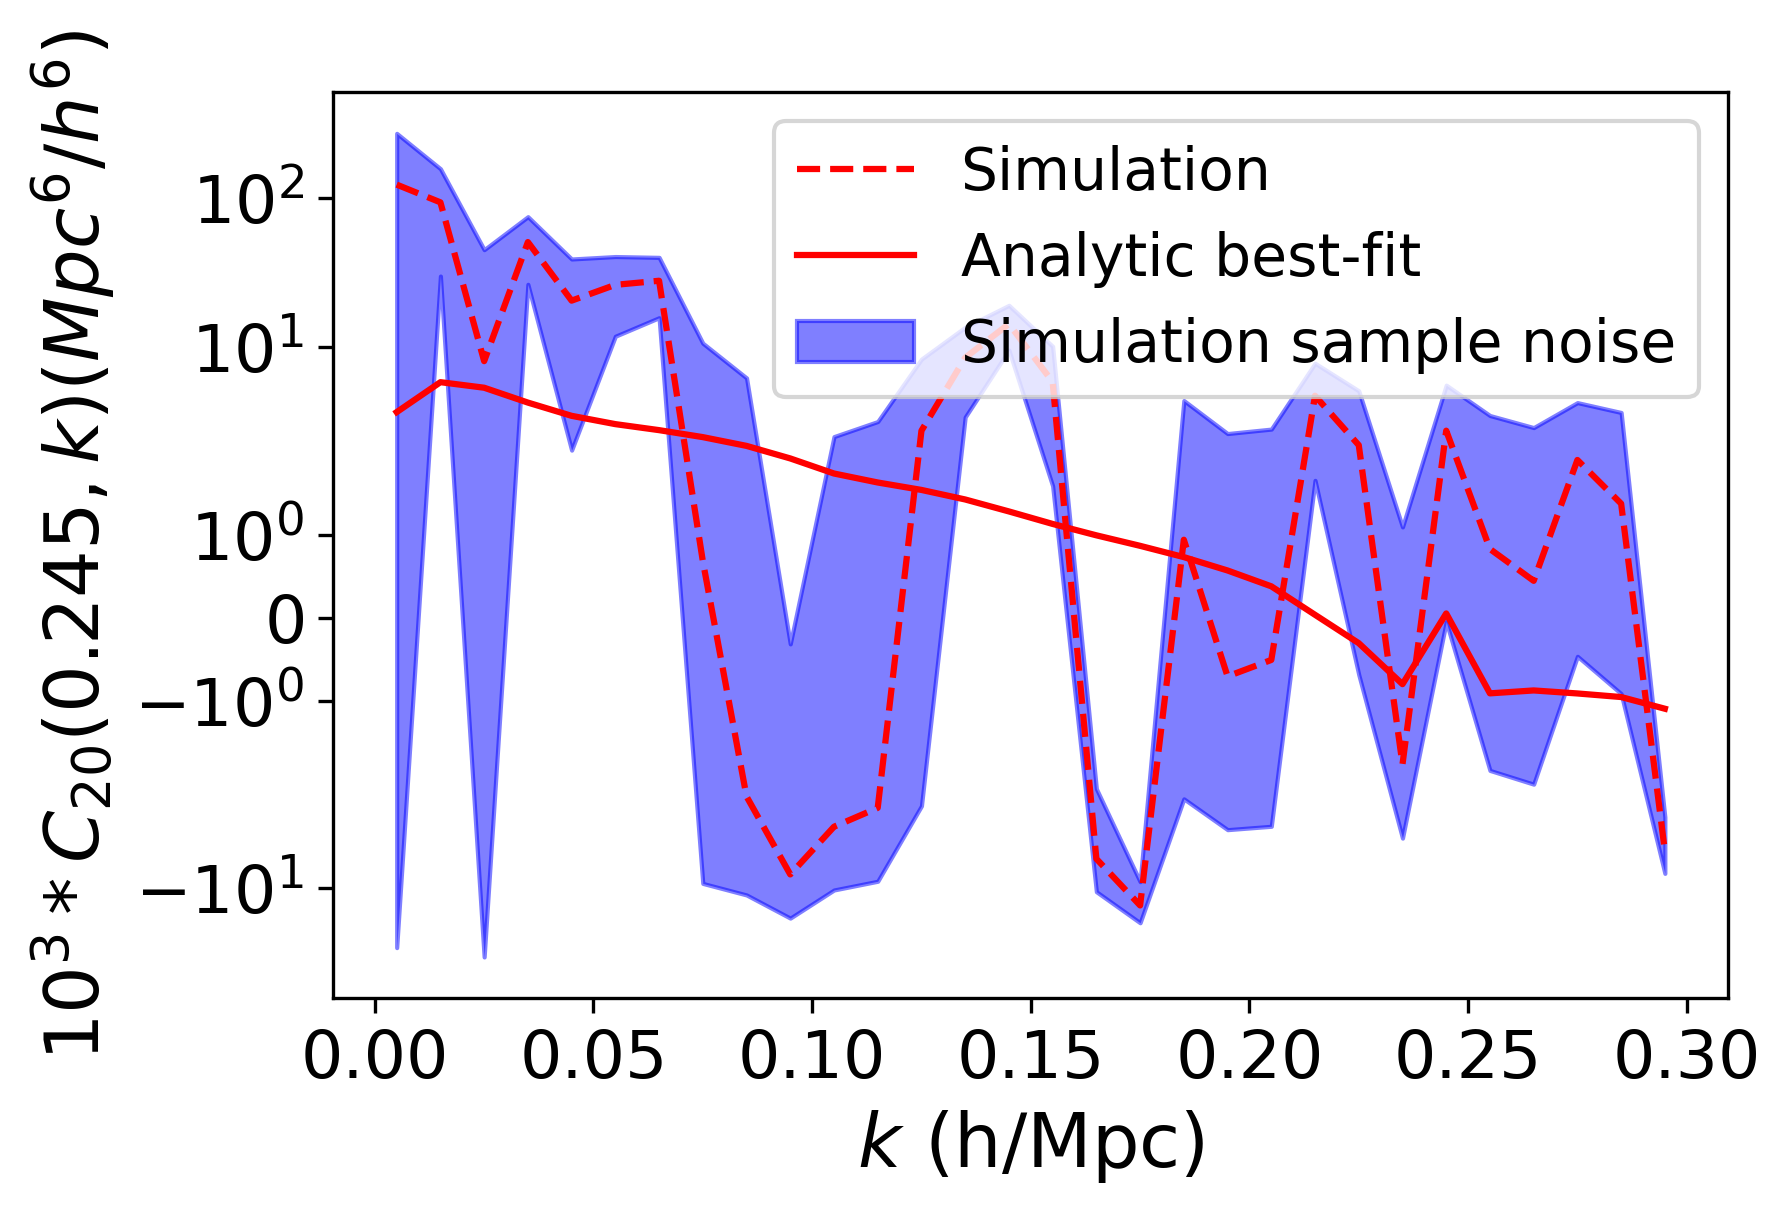 10³ * C₂₀(0.245, k)(Mpc⁶/h⁶)
10²
10¹
10⁰
0
−10⁰
−10¹
Simulation
Analytic best-fit
Simulation sample noise
0.00 0.05 0.10 0.15 0.20 0.25 0.30
k (h/Mpc)